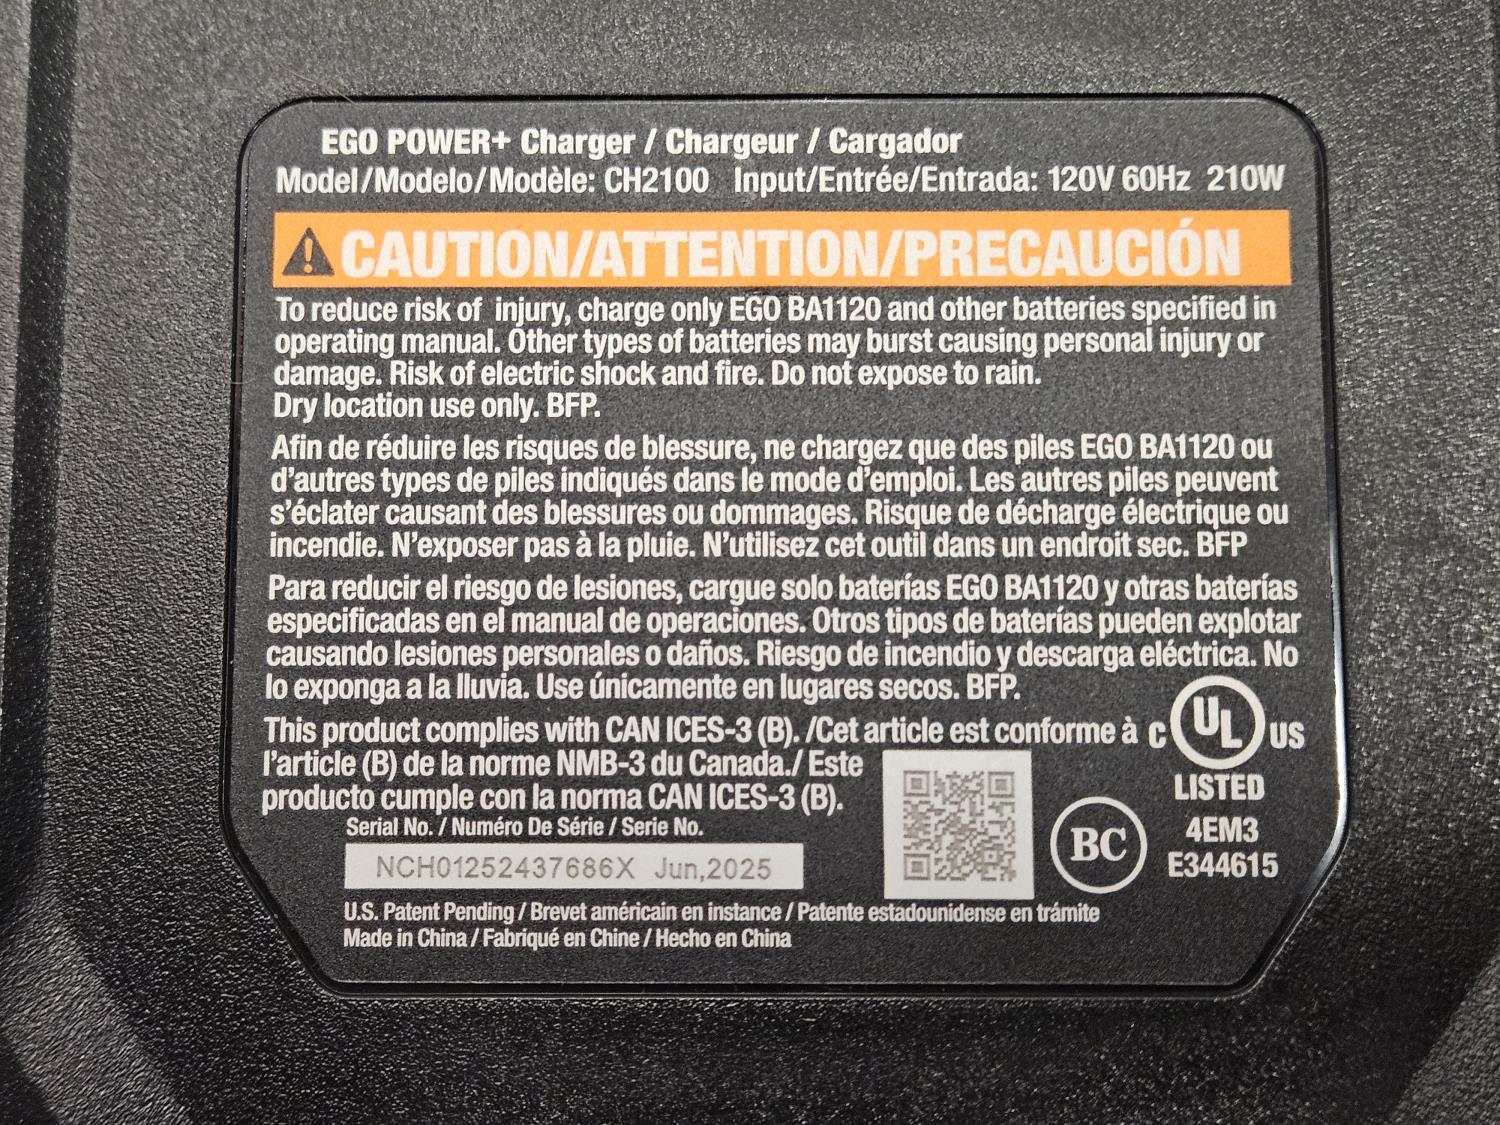 EGO POWER+ Charger / Chargeur / Cargador
Model/Modelo/Modèle: CH2100 Input/Entrée/Entrada: 120V 60Hz 210W
CAUTION/ATTENTION/PRECAUCIÓN
To reduce risk of injury, charge only EGO BA1120 and other batteries specified in
operating manual. Other types of batteries may burst causing personal injury or
damage. Risk of electric shock and fire. Do not expose to rain.
Dry location use only. BFP.
Afin de réduire les risques de blessure, ne chargez que des piles EGO BA1120 ou
d'autres types de piles indiqués dans le mode d'emploi. Les autres piles peuvent
s'éclater causant des blessures ou dommages. Risque de décharge électrique ou
incendie. N'exposer pas à la pluie. N'utilisez cet outil dans un endroit sec. BFP
Para reducir el riesgo de lesiones, cargue solo baterías EGO BA1120 y otras baterías
especificadas en el manual de operaciones. Otros tipos de baterías pueden explotar
causando lesiones personales o daños. Riesgo de incendio y descarga eléctrica. No
lo exponga a la lluvia. Use únicamente en lugares secos. BFP.
This product complies with CAN ICES-3 (B). /Cet article est conforme à
l'article (B) de la norme NMB-3 du Canada./ Este
producto cumple con la norma CAN ICES-3 (B).
C UL US
LISTED
4EM3
E344615
BC
Serial No. / Numéro De Série / Serie No.
NCH01252437686X Jun,2025
U.S. Patent Pending / Brevet américain en instance / Patente estadounidense en trámite
Made in China / Fabriqué en Chine / Hecho en China